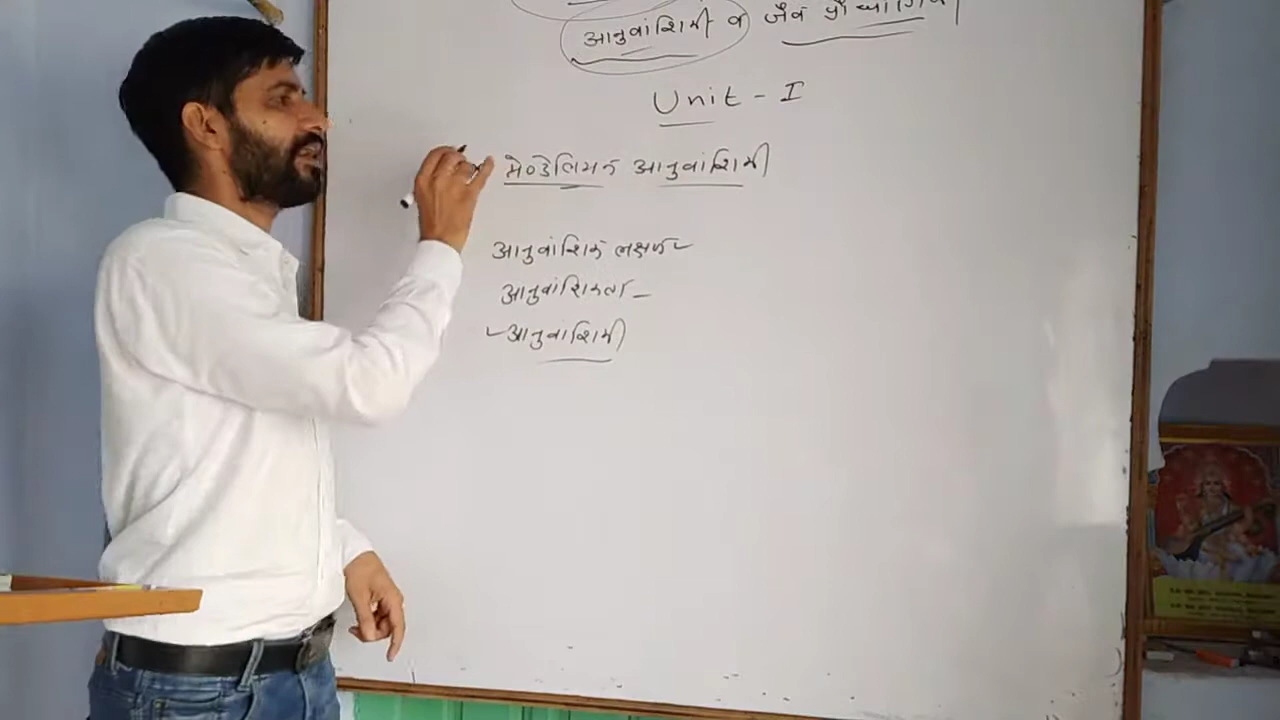 आनुवांशिकी व जैव प्रौद्योगिकी
Unit - I
मेण्डेलियन आनुवांशिकी
आनुवांशिक लक्षण -
आनुवांशिकता -
- आनुवांशिकी